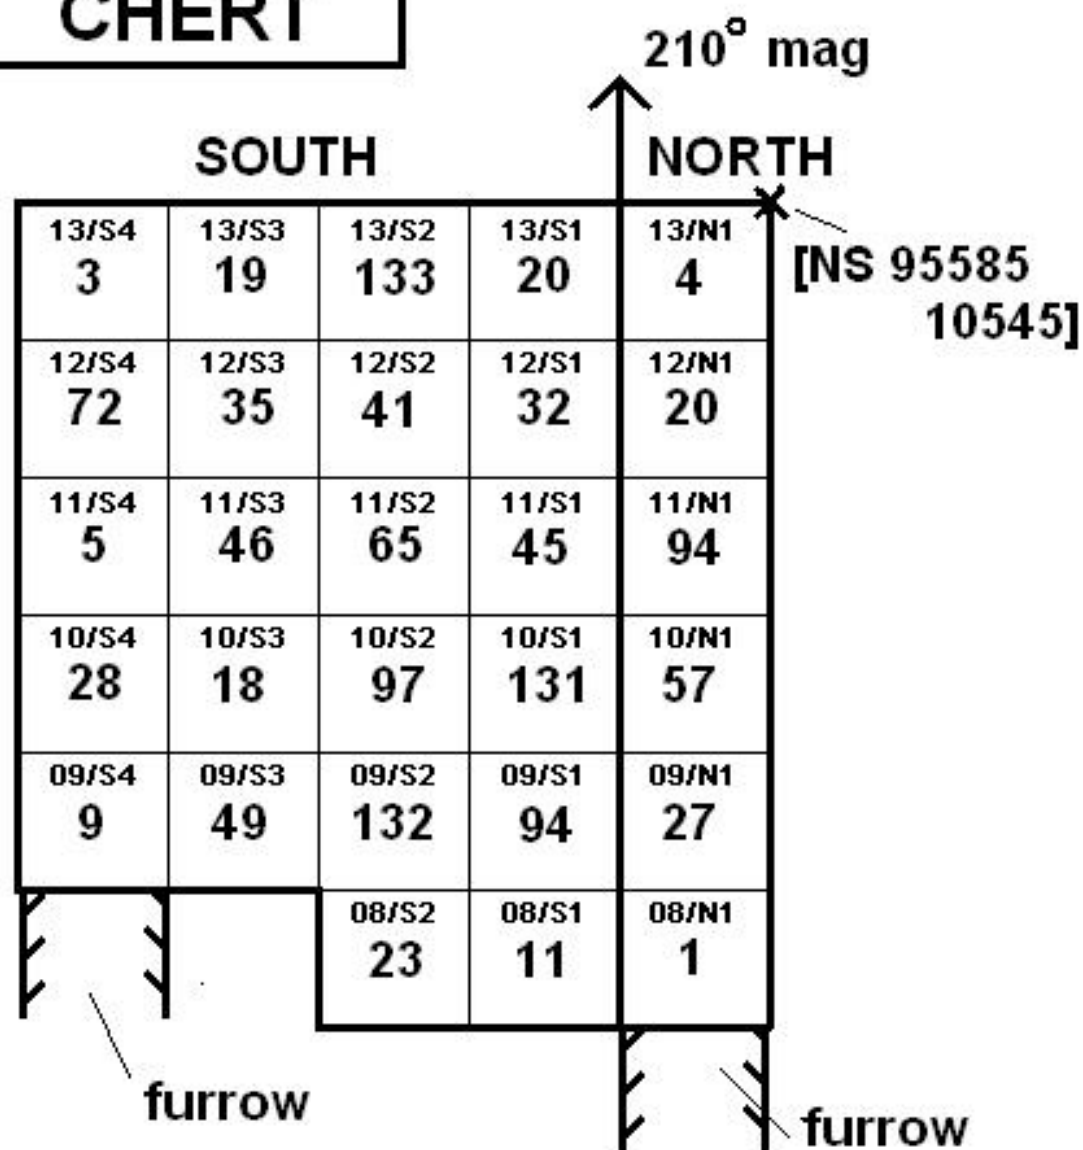 CHERT
210° mag
SOUTH NORTH
13/S4 13/S3 13/S2 13/S1 13/N1
3 19 133 20 4
[NS 95585
10545]
12/S4 12/S3 12/S2 12/S1 12/N1
72 35 41 32 20
11/S4 11/S3 11/S2 11/S1 11/N1
5 46 65 45 94
10/S4 10/S3 10/S2 10/S1 10/N1
28 18 97 131 57
09/S4 09/S3 09/S2 09/S1 09/N1
9 49 132 94 27
08/S2 08/S1 08/N1
23 11 1
furrow
furrow